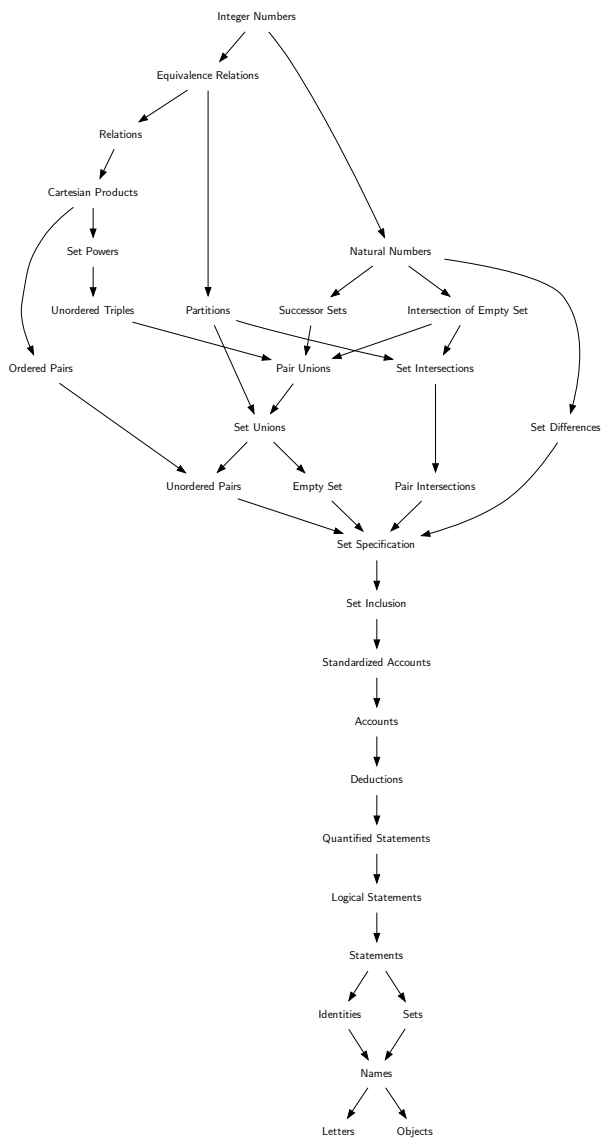 Integer Numbers
Equivalence Relations
Relations
Cartesian Products
Set Powers
Natural Numbers
Unordered Triples
Partitions
Successor Sets
Intersection of Empty Set
Ordered Pairs
Pair Unions
Set Intersections
Set Unions
Set Differences
Unordered Pairs
Empty Set
Pair Intersections
Set Specification
Set Inclusion
Standardized Accounts
Accounts
Deductions
Quantified Statements
Logical Statements
Statements
Identities
Sets
Names
Letters
Objects